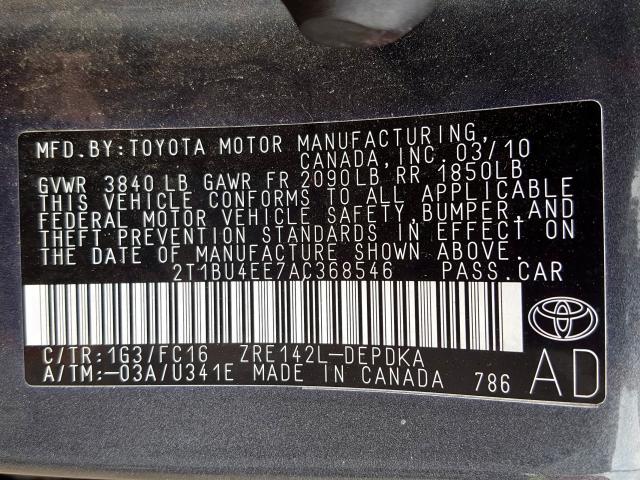 MFD.BY:TOYOTA MOTOR MANUFACTURING,
CANADA,INC. 03/10
GVWR 3840 LB GAWR FR 2090LB RR 1850LB
THIS VEHICLE CONFORMS TO ALL APPLICABLE
FEDERAL MOTOR VEHICLE SAFETY,BUMPER,AND
THEFT PREVENTION STANDARDS IN EFFECT ON
THE DATE OF MANUFACTURE SHOWN ABOVE.
2T1BU4EE7AC368546 PASS.CAR
C/TR:1G3/FC16 ZRE142L-DEPDKA
A/TM:-03A/U341E MADE IN CANADA 786
AD